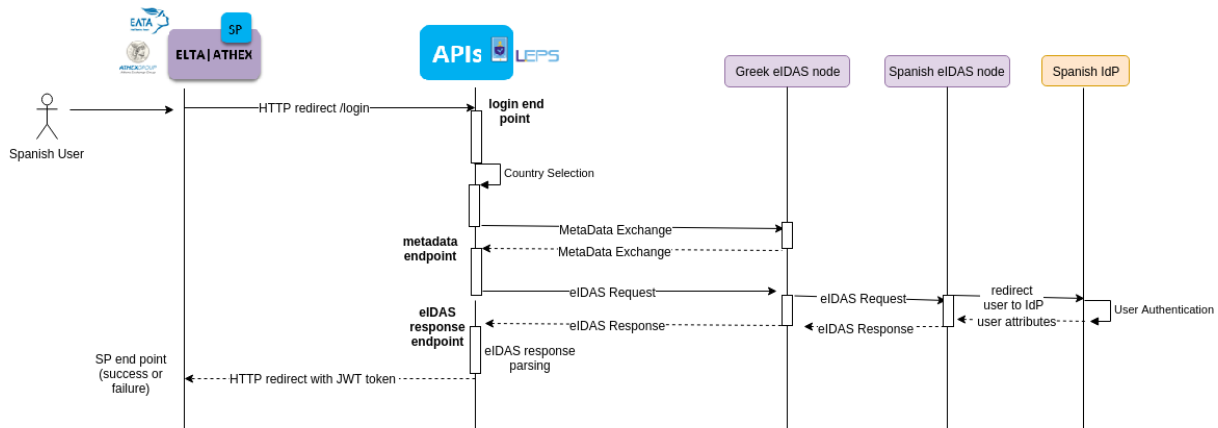 ΕΛΤΑ
SP
ATHEXGROUP
ELTA|ATHEX
APIs
LEPS
Greek eIDAS node
Spanish eIDAS node
Spanish IdP
HTTP redirect /login
login end
point
Spanish User
Country Selection
MetaData Exchange
metadata
endpoint
MetaData Exchange
eIDAS Request
eIDAS Request
redirect
user to IdP
User Authentication
eIDAS
response
endpoint
eIDAS Response
eIDAS Response
user attributes
eIDAS response
parsing
SP end point
(success or
failure)
HTTP redirect with JWT token